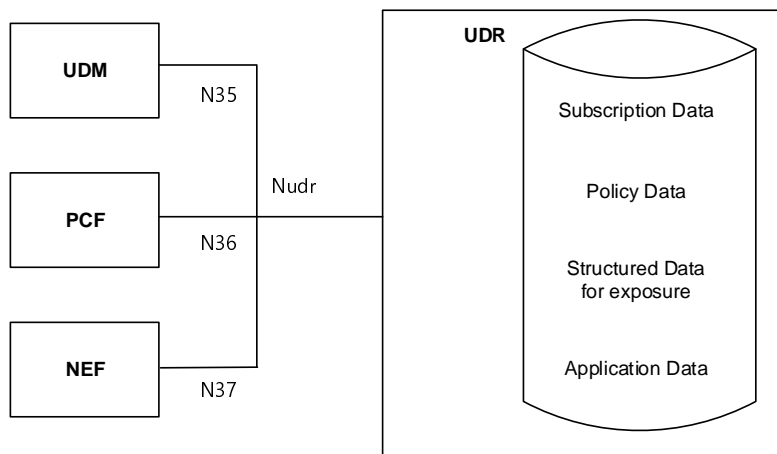 UDR
UDM
N35
Subscription Data
Nudr
Policy Data
PCF
N36
Structured Data
for exposure
NEF
Application Data
N37